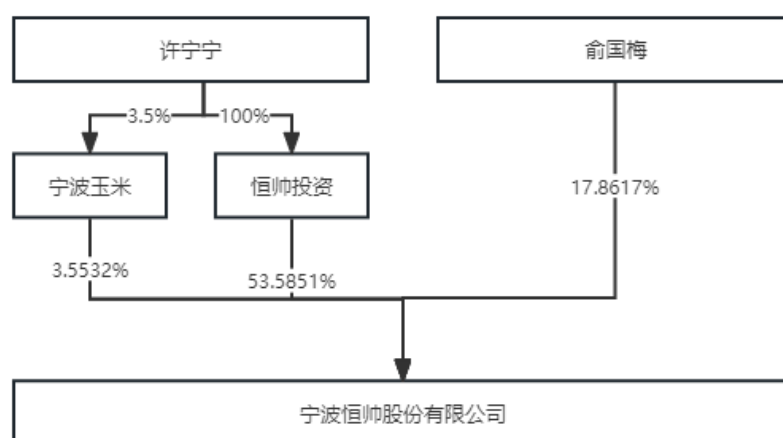 许宁宁
俞国梅
3.5%
100%
宁波玉米
恒帅投资
17.8617%
3.5532%
53.5851%
宁波恒帅股份有限公司